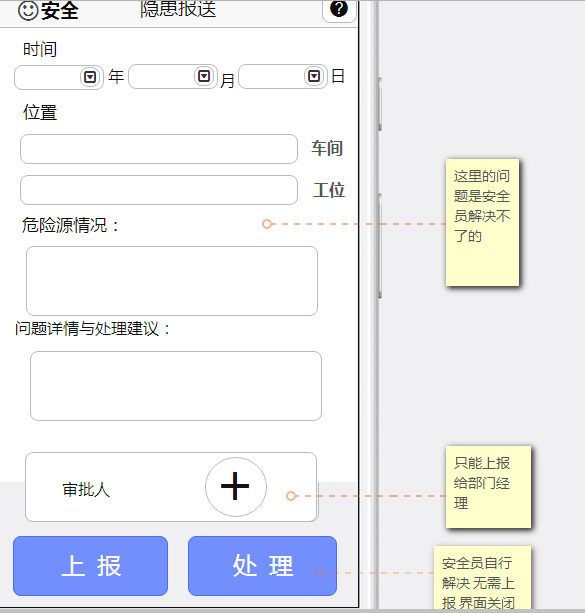 安全 隐患报送 ?
时间
年 月 日
位置
车间
工位
危险源情况：
问题详情与处理建议：
审批人
上报 处理
这里的问
题是安全
员解决不
了的
只能上报
给部门经
理
安全员自行
解决 无需上
报 界面关闭